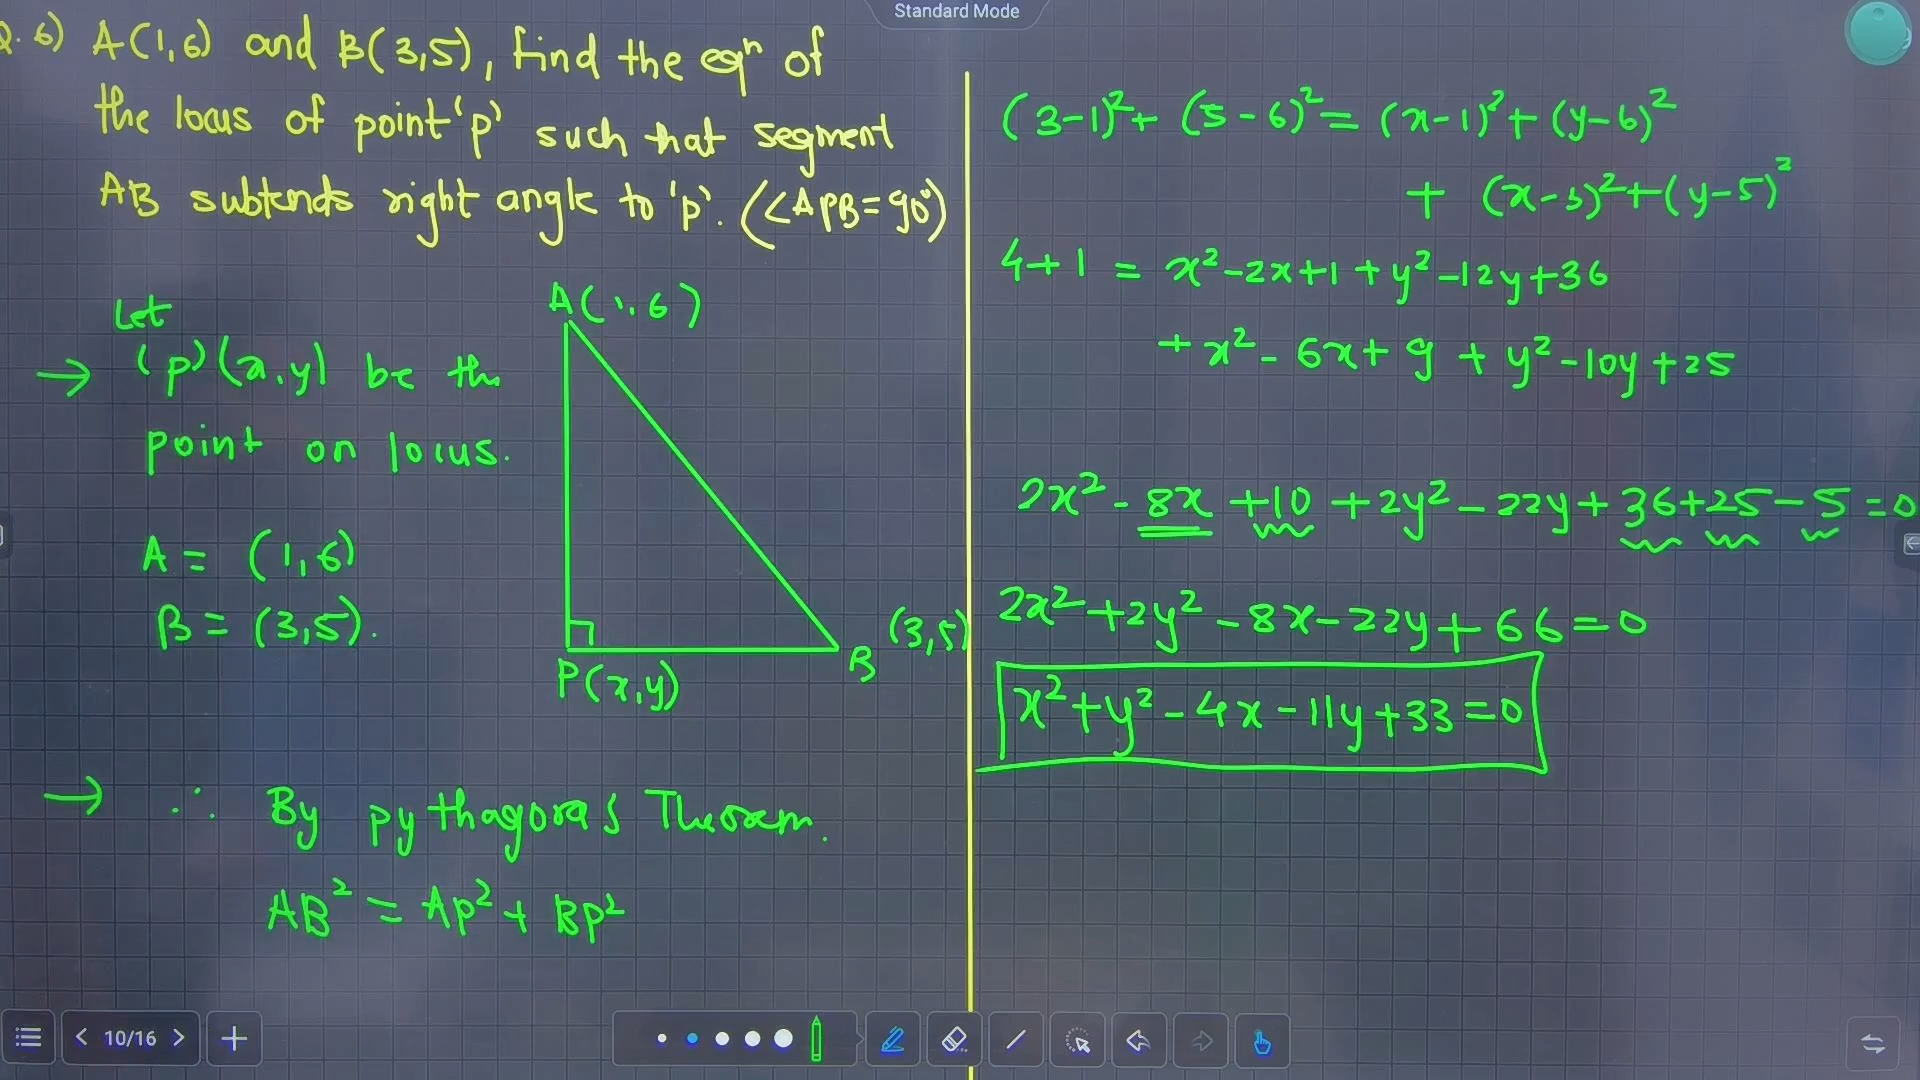 Standard Mode
Q.6) A(1,6) and B(3,5), find the eqⁿ of
the locus of point 'p' such that segment
AB subtends right angle to 'p'. (∠APB=90°)
Let
→ 'p'(x,y) be the
point on locus.
A = (1,6)
B = (3,5).
A(1,6)
P(x,y)
B (3,5)
→ ∴ By pythagoras Theorem.
AB² = Ap² + Bp²
(3-1)² + (5-6)² = (x-1)² + (y-6)²
+ (x-3)² + (y-5)²
4+1 = x²-2x+1+y²-12y+36
+x²-6x+9+y²-10y+25
2x²-8x+10+2y²-22y+36+25-5=0
2x²+2y²-8x-22y+66=0
x²+y²-4x-11y+33=0
10/16